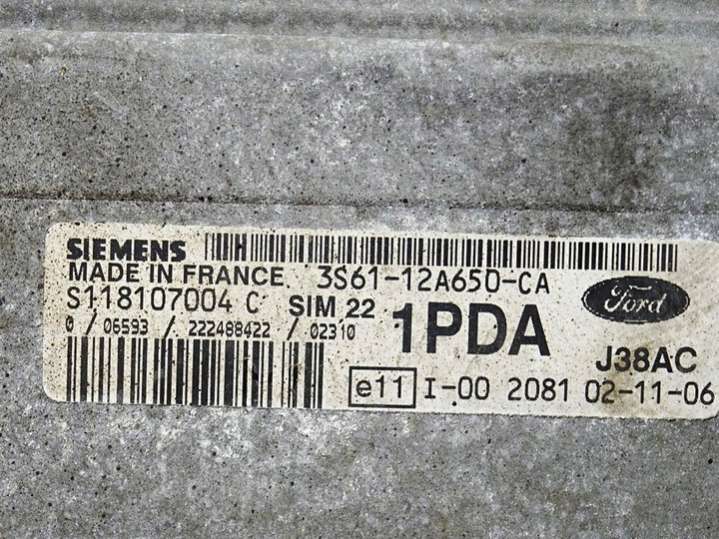 SIEMENS
MADE IN FRANCE 3S61-12A650-CA
S118107004 C SIM 22 1PDA Ford
0 / 06593 / 222488422 / 02310 J38AC
e11 I-00 2081 02-11-06